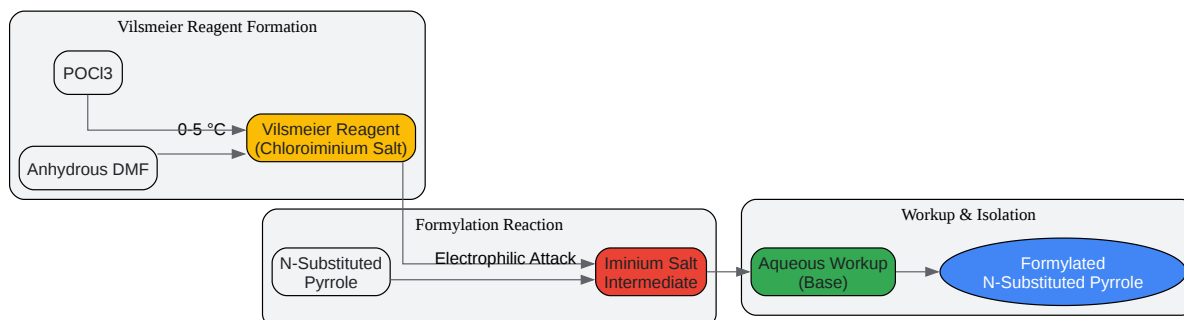 Vilsmeier Reagent Formation
POCl3
0-5 °C
Vilsmeier Reagent
(Chloroiminium Salt)
Anhydrous DMF
Formylation Reaction
N-Substituted
Pyrrole
Electrophilic Attack
Iminium Salt
Intermediate
Workup & Isolation
Aqueous Workup
(Base)
Formylated
N-Substituted Pyrrole